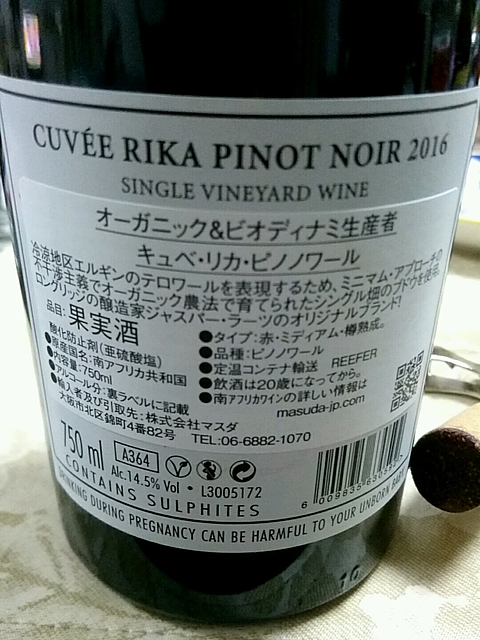 CUVÉE RIKA PINOT NOIR 2016
SINGLE VINEYARD WINE
オーガニック&ビオディナミ生産者
キュベ・リカ・ピノノワール
冷涼地区エルギンのテロワールを表現するため、ミニマム・アプローチの
不干渉主義でオーガニック農法で育てられたシングル畑のブドウを使用。
ロングリッジの醸造家ジャスパー・ラーツのオリジナルブランド!
品目:果実酒
酸化防止剤(亜硫酸塩)
●原産国名:南アフリカ共和国
●内容量:750ml
●アルコール分:裏ラベルに記載
●輸入者及び引取先:株式会社マスダ
大阪市北区錦町4番82号 TEL:06-6882-1070
●タイプ:赤・ミディアム・樽熟成。
●品種:ピノノワール
●定温コンテナ輸送 REEFER
●飲酒は20歳になってから。
●南アフリカワインの詳しい情報は
masuda-jp.com
750 ml
A364
Alc.14.5% Vol • L3005172
CONTAINS SULPHITES
DRINKING DURING PREGNANCY CAN BE HARMFUL TO YOUR UNBORN BABY
16